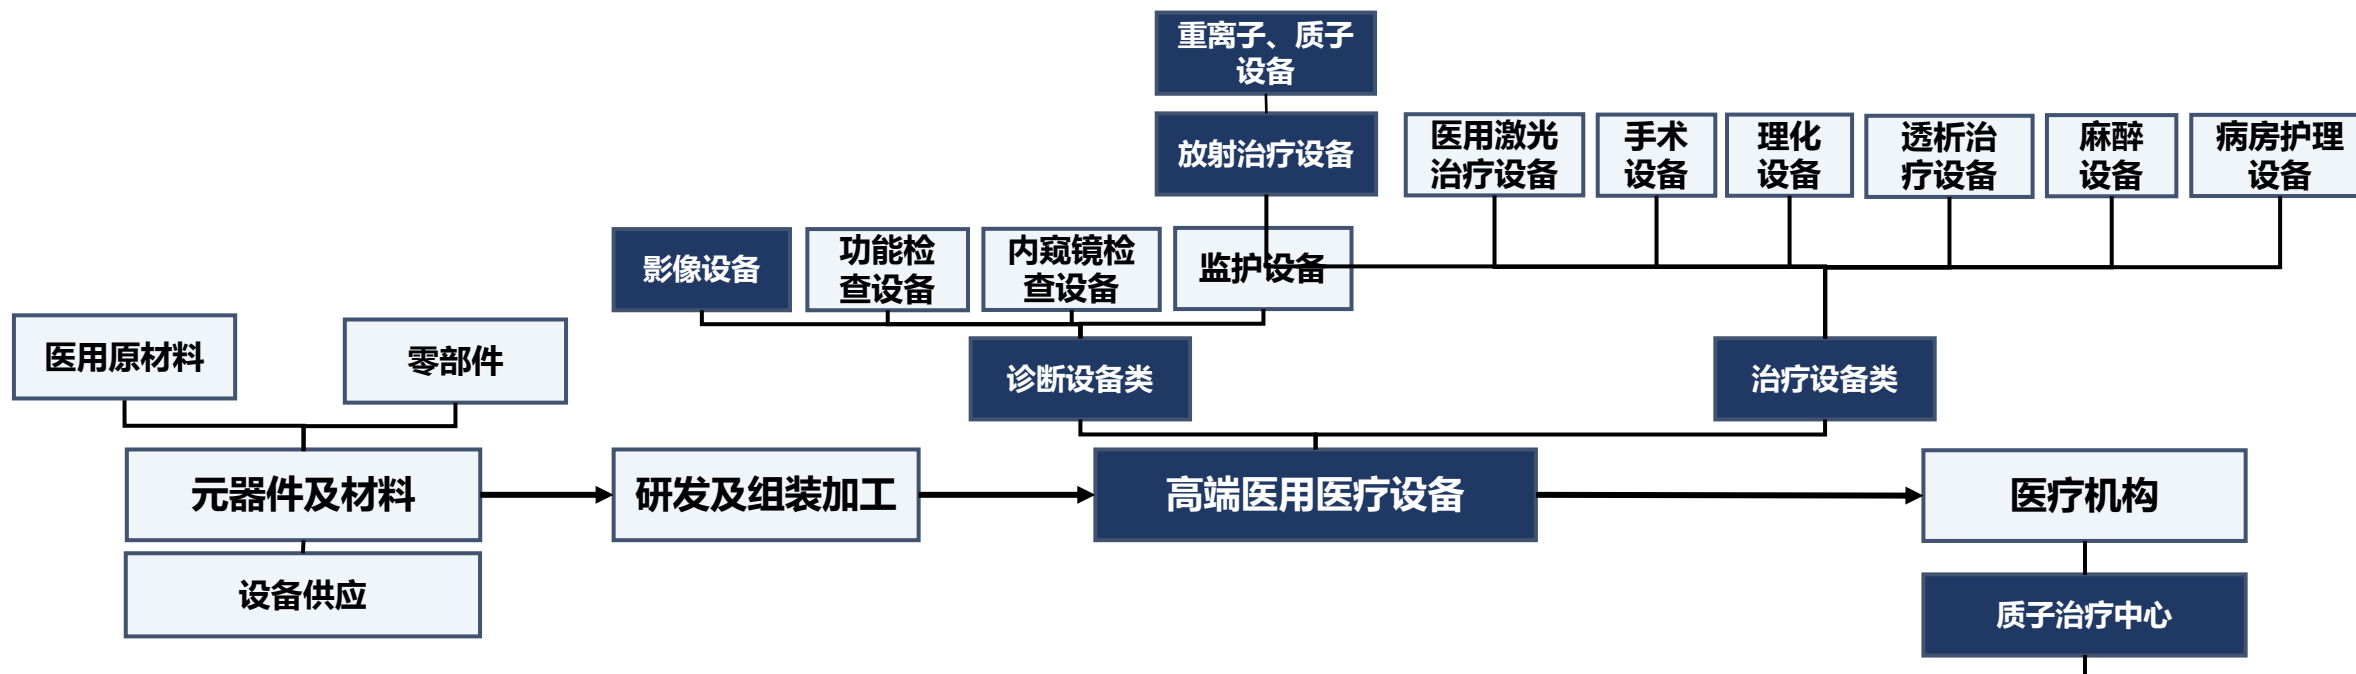 重离子、质子
设备
放射治疗设备
医用激光
治疗设备
手术
设备
理化
设备
透析治
疗设备
麻醉
设备
病房护理
设备
影像设备
功能检
查设备
内窥镜检
查设备
监护设备
医用原材料
零部件
诊断设备类
治疗设备类
元器件及材料
研发及组装加工
高端医用医疗设备
医疗机构
设备供应
质子治疗中心